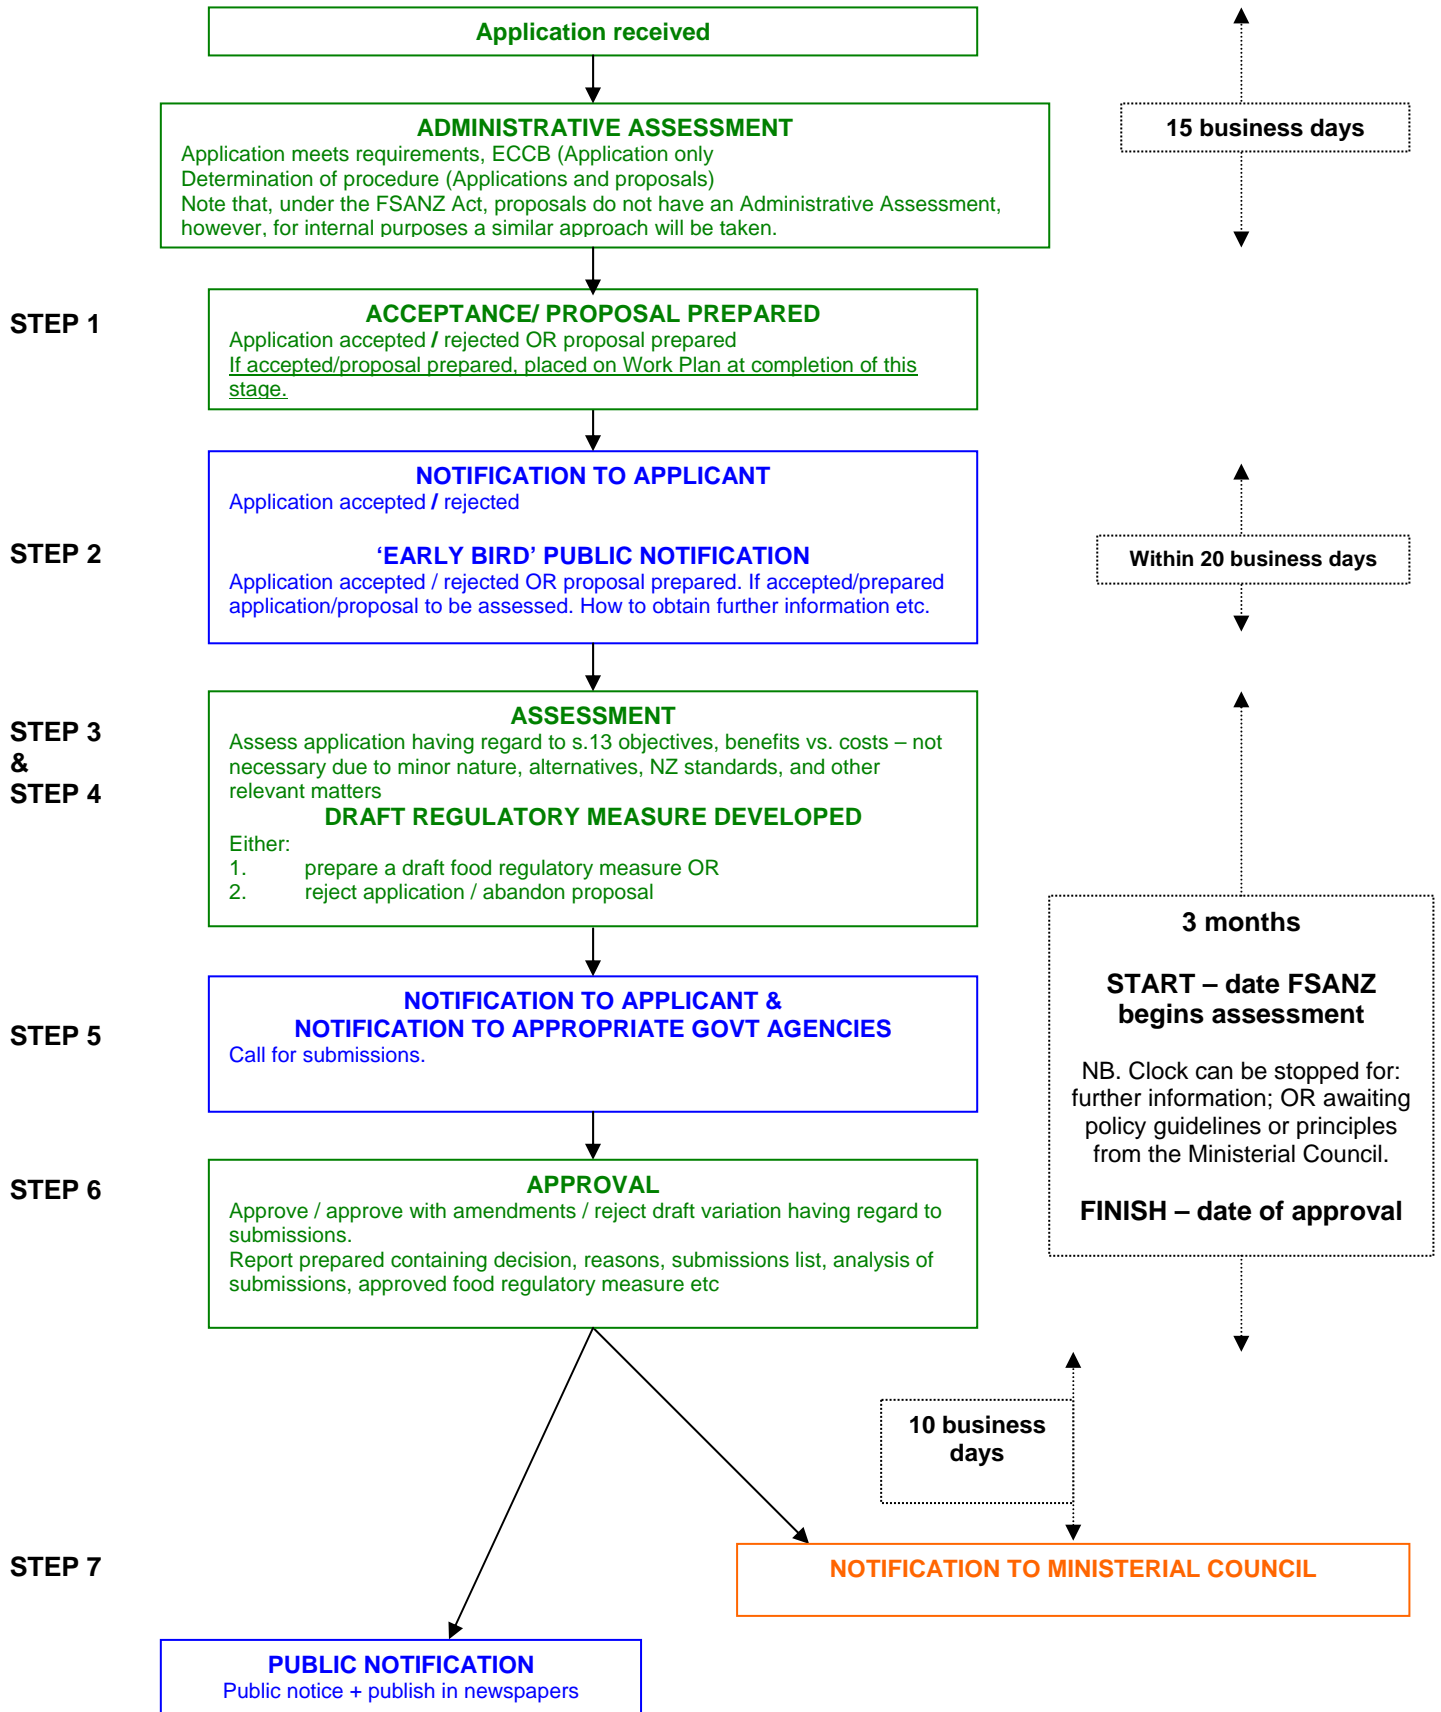 Application received
15 business days
ADMINISTRATIVE ASSESSMENT
Application meets requirements, ECCB (Application only
Determination of procedure (Applications and proposals)
Note that, under the FSANZ Act, proposals do not have an Administrative Assessment,
however, for internal purposes a similar approach will be taken.
STEP 1
ACCEPTANCE/ PROPOSAL PREPARED
Application accepted / rejected OR proposal prepared
If accepted/proposal prepared, placed on Work Plan at completion of this
stage.
STEP 2
NOTIFICATION TO APPLICANT
Application accepted / rejected
‘EARLY BIRD’ PUBLIC NOTIFICATION
Application accepted / rejected OR proposal prepared. If accepted/prepared
application/proposal to be assessed. How to obtain further information etc.
Within 20 business days
STEP 3
&
STEP 4
ASSESSMENT
Assess application having regard to s.13 objectives, benefits vs. costs – not
necessary due to minor nature, alternatives, NZ standards, and other
relevant matters
DRAFT REGULATORY MEASURE DEVELOPED
Either:
1. prepare a draft food regulatory measure OR
2. reject application / abandon proposal
3 months
START – date FSANZ
begins assessment
NB. Clock can be stopped for:
further information; OR awaiting
policy guidelines or principles
from the Ministerial Council.
FINISH – date of approval
STEP 5
NOTIFICATION TO APPLICANT &
NOTIFICATION TO APPROPRIATE GOVT AGENCIES
Call for submissions.
STEP 6
APPROVAL
Approve / approve with amendments / reject draft variation having regard to
submissions.
Report prepared containing decision, reasons, submissions list, analysis of
submissions, approved food regulatory measure etc
10 business
days
STEP 7
NOTIFICATION TO MINISTERIAL COUNCIL
PUBLIC NOTIFICATION
Public notice + publish in newspapers